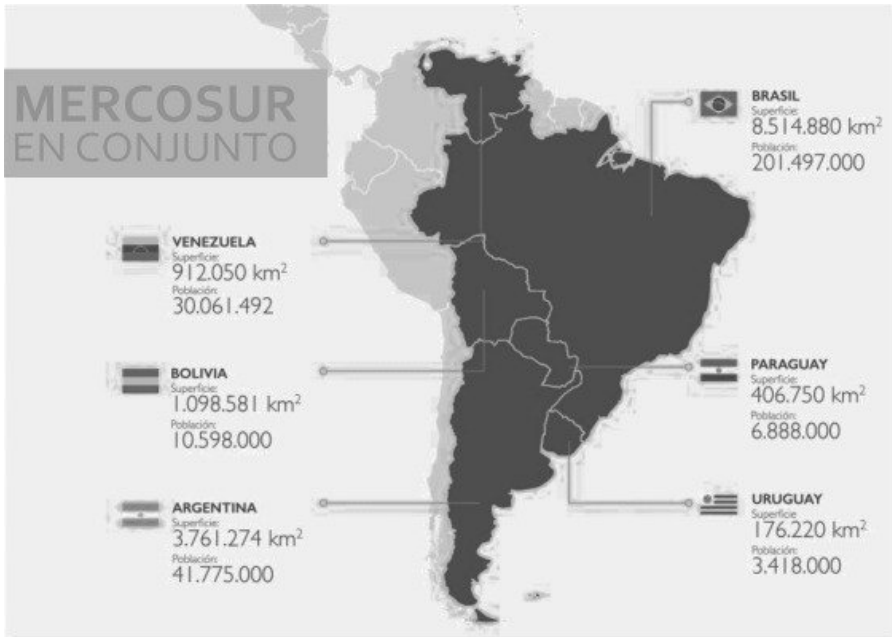 MERCOSUR
EN CONJUNTO
BRASIL
Superficie:
8.514.880 km²
Población:
201.497.000
VENEZUELA
Superficie:
912.050 km²
Población:
30.061.492
BOLIVIA
Superficie:
1.098.581 km²
Población:
10.598.000
PARAGUAY
Superficie:
406.750 km²
Población:
6.888.000
ARGENTINA
Superficie:
3.761.274 km²
Población:
41.775.000
URUGUAY
Superficie
176.220 km²
Población:
3.418.000